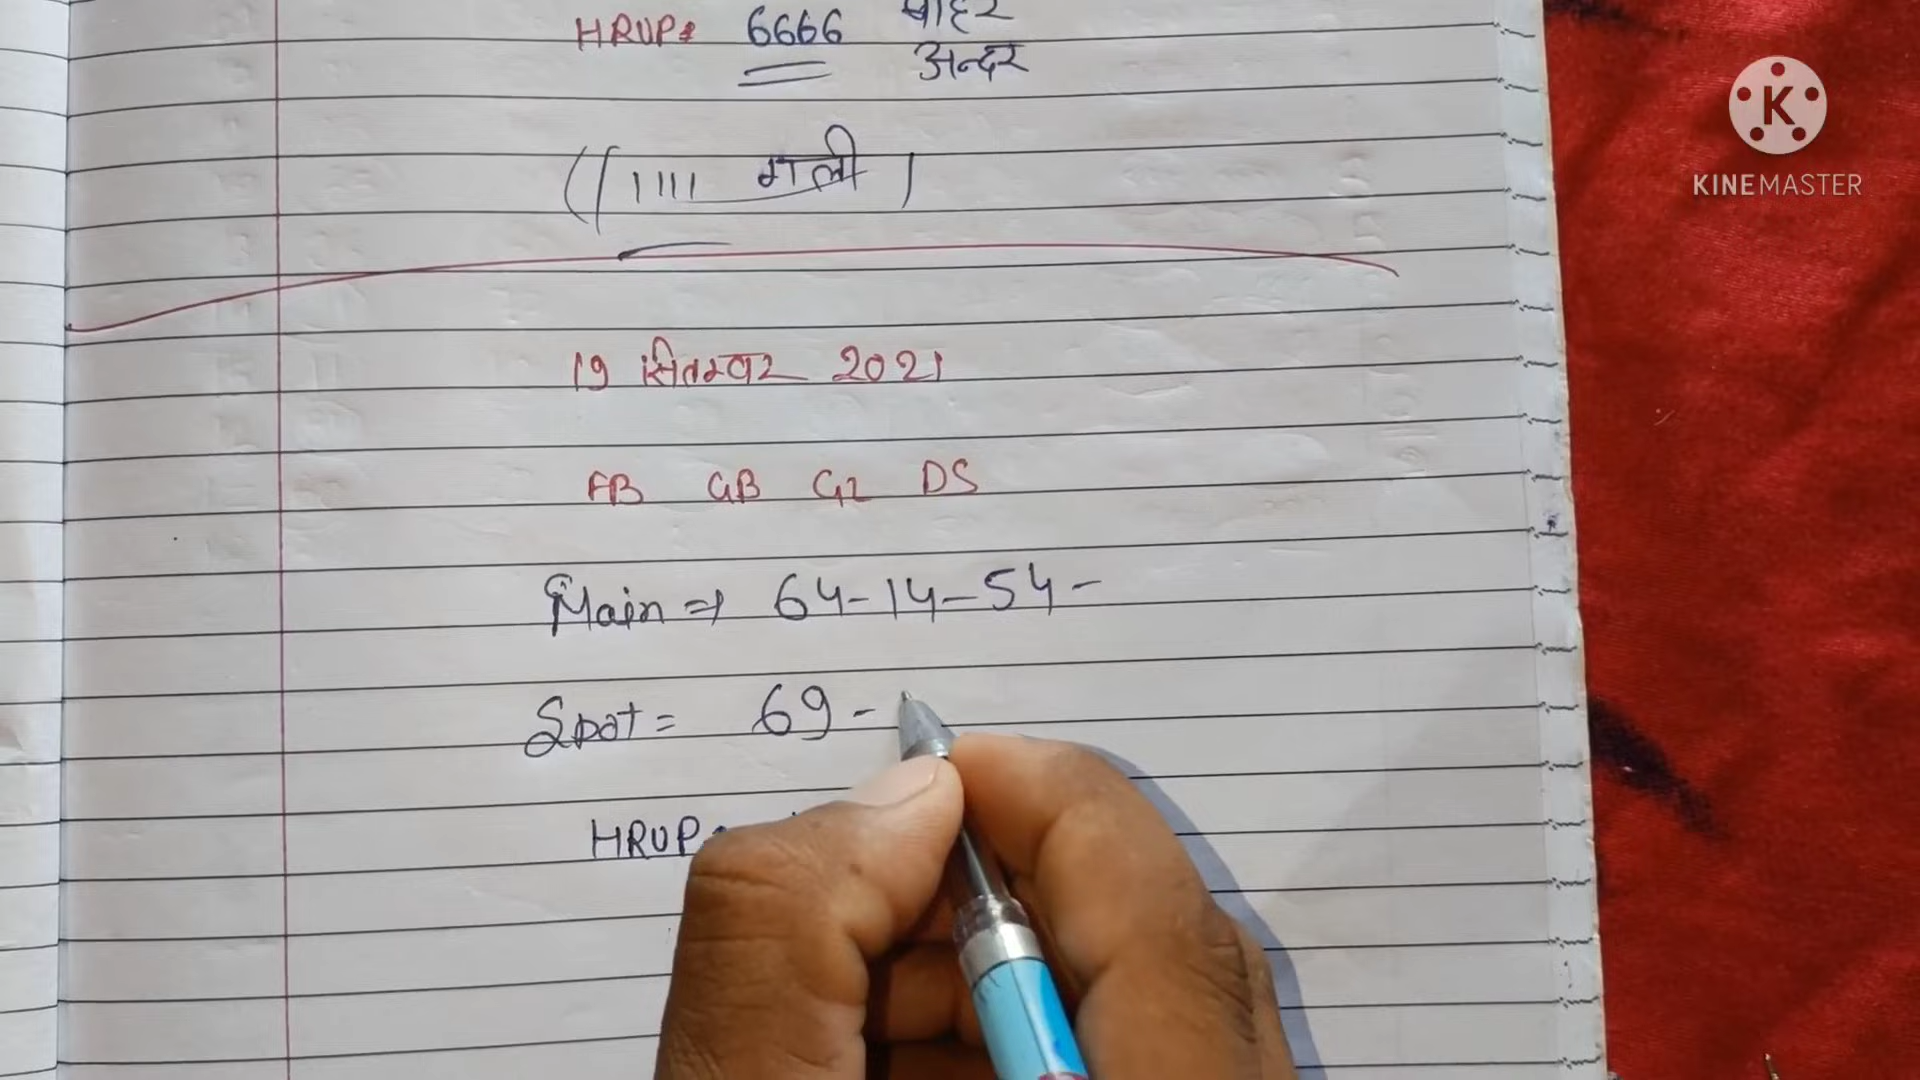 HRUP: 6666 बाहर
अन्दर
1111 गली
KINEMASTER
19 सितम्बर 2021
FB GB GL DS
Main ⇒ 64-14-54-
Spot = 69-
HRUP